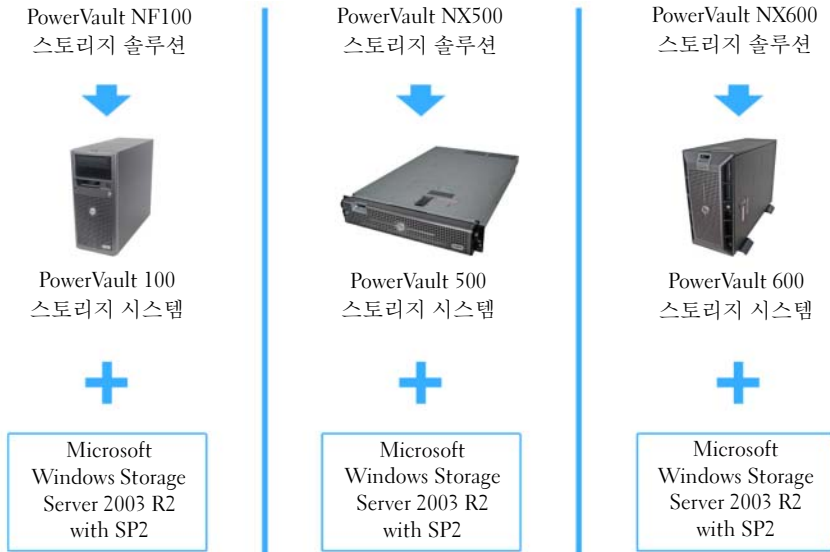 PowerVault NF100
스토리지 솔루션
PowerVault 100
스토리지 시스템
Microsoft
Windows Storage
Server 2003 R2
with SP2
PowerVault NX500
스토리지 솔루션
PowerVault 500
스토리지 시스템
Microsoft
Windows Storage
Server 2003 R2
with SP2
PowerVault NX600
스토리지 솔루션
PowerVault 600
스토리지 시스템
Microsoft
Windows Storage
Server 2003 R2
with SP2